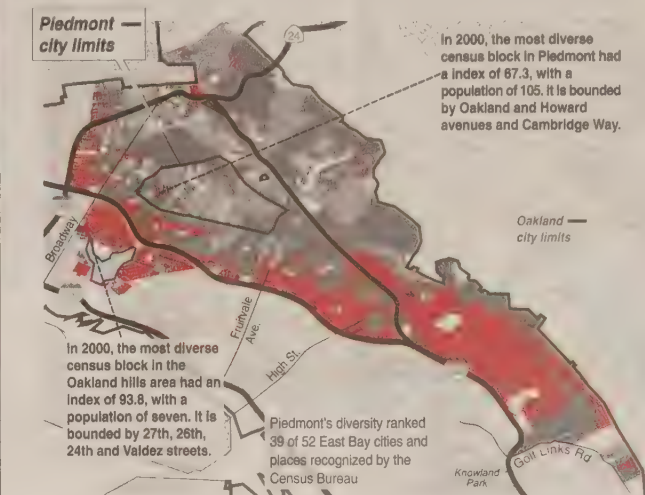 Piedmont
city limits
24
In 2000, the most diverse
census block in Piedmont had
a index of 67.3, with a
population of 105. It is bounded
by Oakland and Howard
avenues and Cambridge Way.
Oakland
city limits
Broadway
Fruitvale
Ave.
High St.
In 2000, the most diverse
census block in the
Oakland hills area had an
index of 93.8, with a
population of seven. It is
bounded by 27th, 26th,
24th and Valdez streets.
Piedmont's diversity ranked
39 of 52 East Bay cities and
places recognized by the
Census Bureau
Knowland
Park
Golf Links Rd